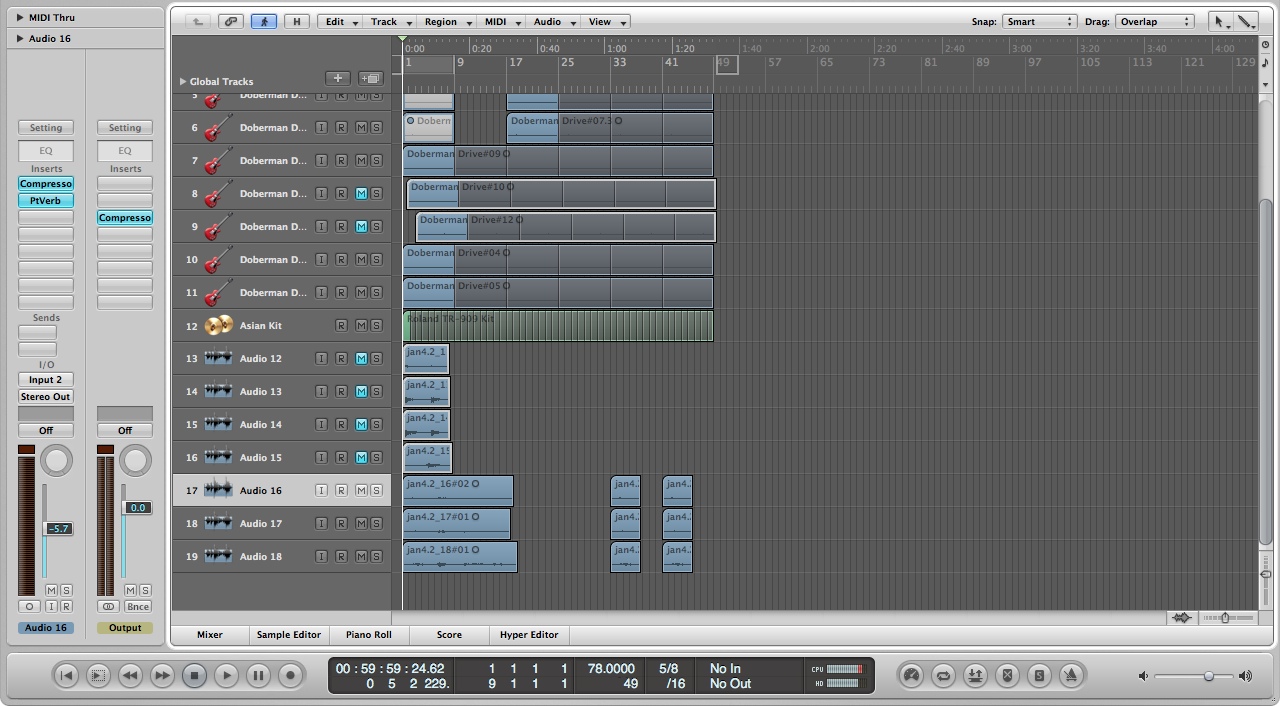 MIDI Thru
Audio 16
H Edit Track Region MIDI Audio View Snap: Smart Drag: Overlap
0:00 0:20 0:40 1:00 1:20 1:40 2:00 2:20 2:40 3:00 3:20 3:40 4:00
1 9 17 25 33 41 49 57 65 73 81 89 97 105 113 121 129
Global Tracks
5 Doberman D... I R M S
6 Doberman D... I R M S Doberm Doberman Drive#07.3
7 Doberman D... I R M S Doberman Drive#09
8 Doberman D... I R M S Doberman Drive#10
9 Doberman D... I R M S Doberman Drive#12
10 Doberman D... I R M S Doberman Drive#04
11 Doberman D... I R M S Doberman Drive#05
12 Asian Kit R M S Roland TR-909 Kit
13 Audio 12 I R M S jan4.2_1
14 Audio 13 I R M S jan4.2_1
15 Audio 14 I R M S jan4.2_14
16 Audio 15 I R M S jan4.2_15
17 Audio 16 I R M S jan4.2_16#02 jan4. jan4.
18 Audio 17 I R M S jan4.2_17#01 jan4. jan4.
19 Audio 18 I R M S jan4.2_18#01 jan4. jan4.
Setting Setting
EQ EQ
Inserts Inserts
Compresso
PtVerb
Compresso
Sends
I/O
Input 2
Stereo Out
Off Off
-5.7 0.0
M S M S
I R Bnce
Audio 16 Output
Mixer Sample Editor Piano Roll Score Hyper Editor
00 : 59 : 59 : 24.62 1 1 1 1 78.0000 5/8 No In CPU
0 5 2 229. 9 1 1 1 49 /16 No Out HD
S